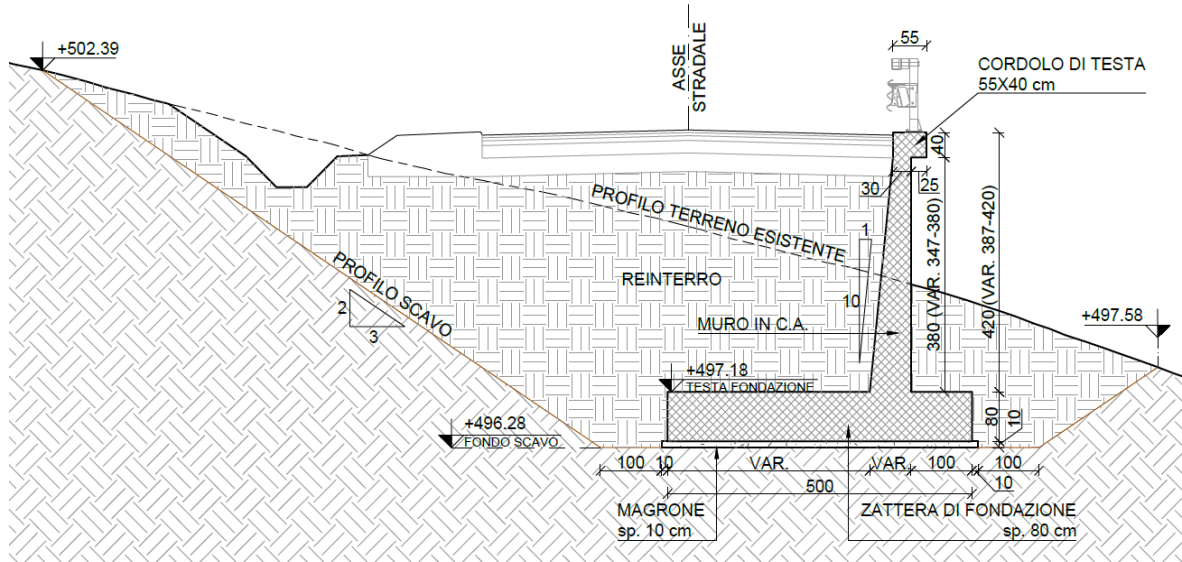 +502.39
ASSE
STRADALE
55
CORDOLO DI TESTA
55X40 cm
40
30
25
PROFILO TERRENO ESISTENTE
1
10
REINTERRO
380 (VAR. 347-380)
420 (VAR. 387-420)
PROFILO SCAVO
2
3
MURO IN C.A.
+497.58
+497.18
TESTA FONDAZIONE
+496.28
FONDO SCAVO
80
10
100
10
VAR.
VAR.
100
100
10
500
MAGRONE
sp. 10 cm
ZATTERA DI FONDAZIONE
sp. 80 cm